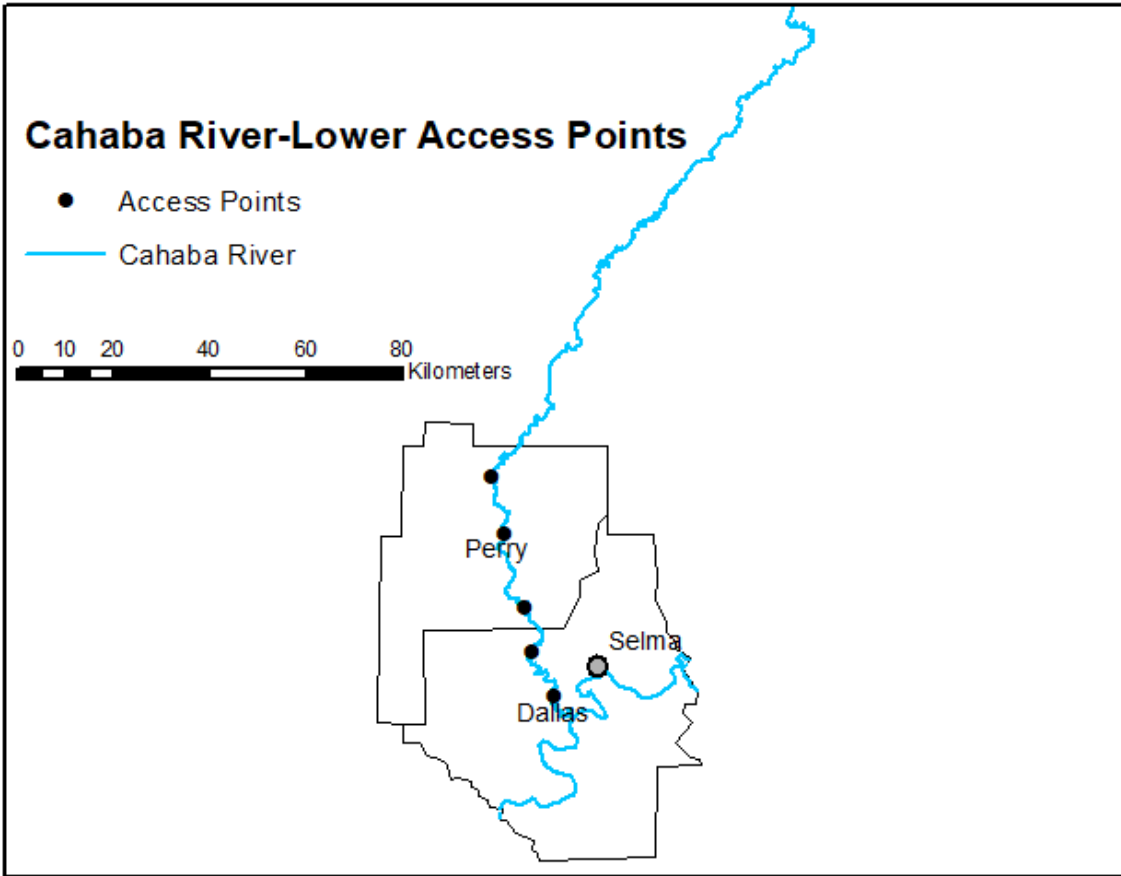 Cahaba River-Lower Access Points
Access Points
Cahaba River
0 10 20 40 60 80
Kilometers
Perry
Selma
Dallas